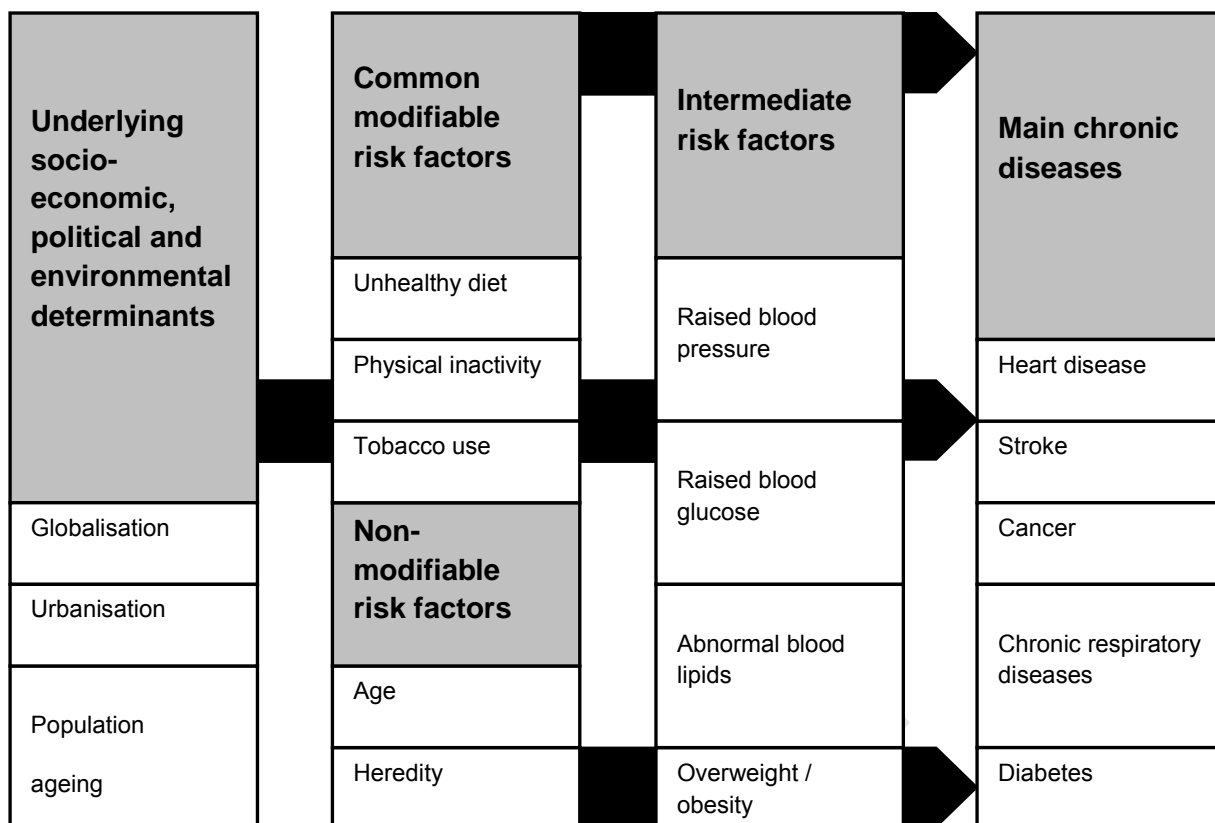 Underlying
socio-
economic,
political and
environmental
determinants
Globalisation
Urbanisation
Population
ageing
Common
modifiable
risk factors
Unhealthy diet
Physical inactivity
Tobacco use
Non-
modifiable
risk factors
Age
Heredity
Intermediate
risk factors
Raised blood
pressure
Raised blood
glucose
Abnormal blood
lipids
Overweight /
obesity
Main chronic
diseases
Heart disease
Stroke
Cancer
Chronic respiratory
diseases
Diabetes